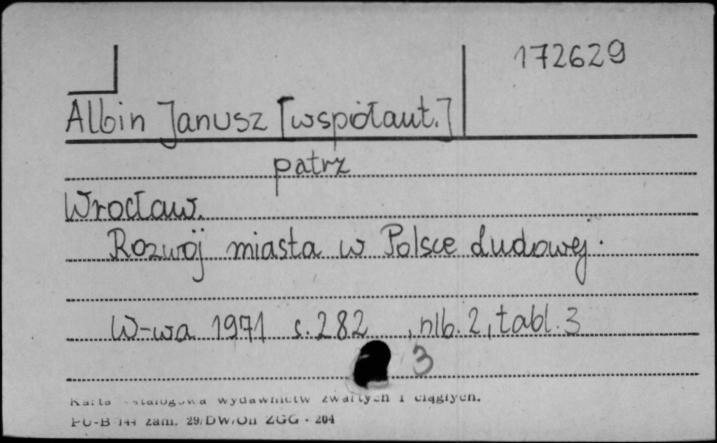 172629
Albin Janusz [współaut.]
patrz
Wrocław.
Rozwój miasta w Polsce Ludowej.
W-wa 1971 s. 282, nlb. 2, tabl. 3
3
Karta katalogowa wydawnictw zwartych i ciągłych.
PU-B 144 zam. 29/DW/Oń ZGG - 204